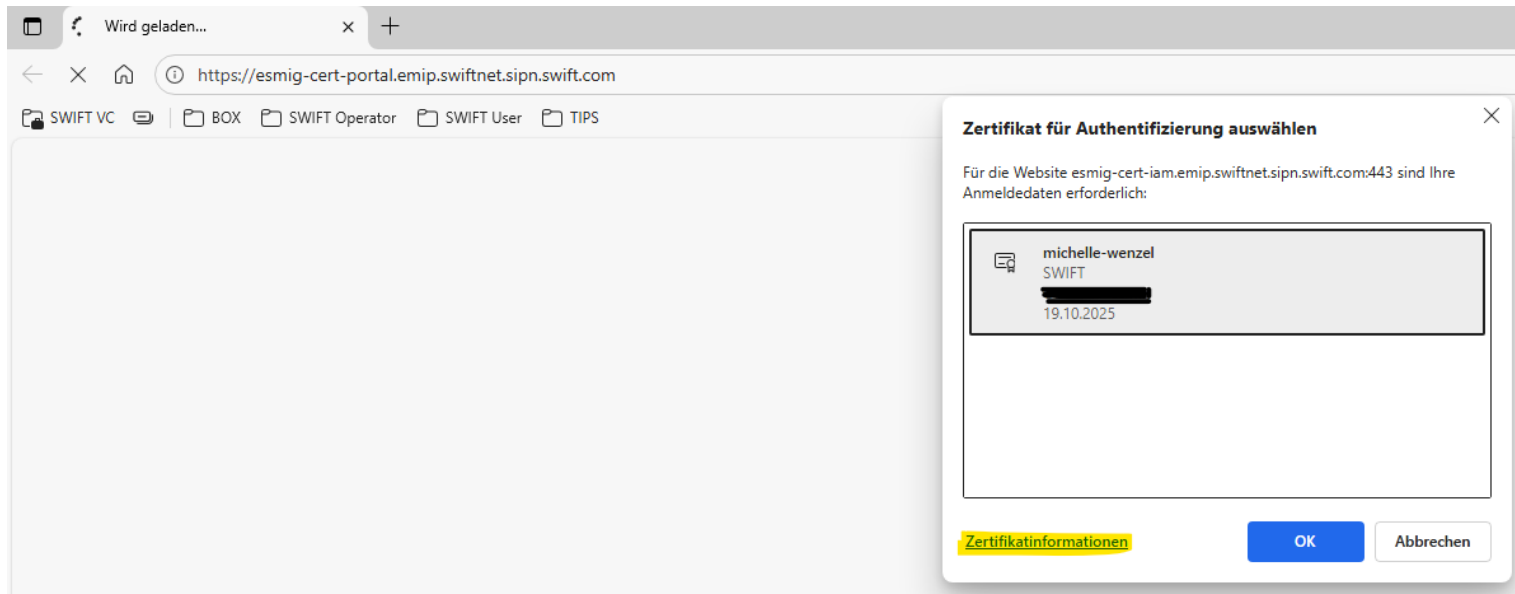 Wird geladen...
https://esmig-cert-portal.emip.swiftnet.sipn.swift.com
SWIFT VC BOX SWIFT Operator SWIFT User TIPS
Zertifikat für Authentifizierung auswählen
Für die Website esmig-cert-iam.emip.swiftnet.sipn.swift.com:443 sind Ihre
Anmeldedaten erforderlich:
michelle-wenzel
SWIFT
19.10.2025
Zertifikatinformationen OK Abbrechen